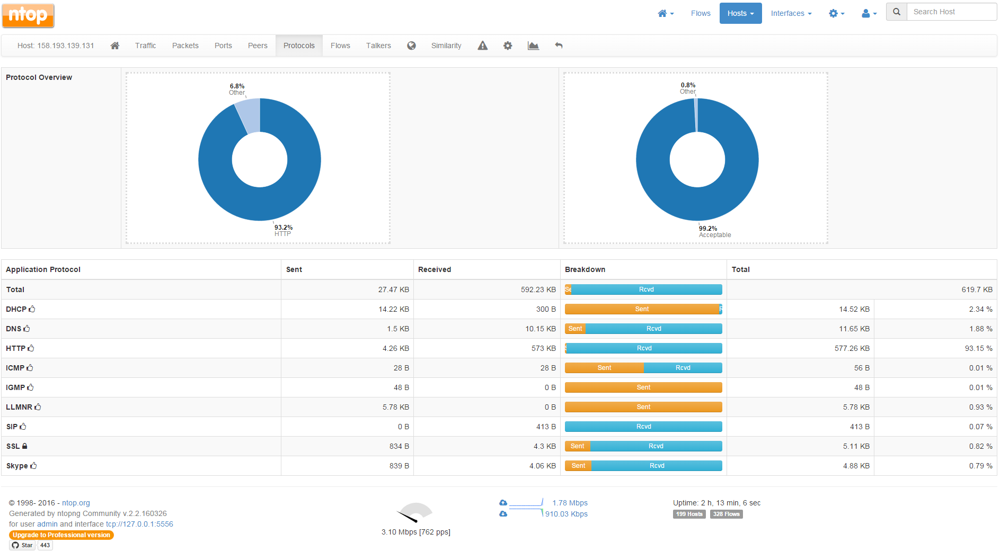 ntop
Flows Hosts Interfaces Search Host
Host: 158.193.139.131 Traffic Packets Ports Peers Protocols Flows Talkers Similarity
Protocol Overview
6.8%
Other
93.2%
HTTP
0.8%
Other
99.2%
Acceptable
Application Protocol Sent Received Breakdown Total
Total 27.47 KB 592.23 KB Se Rcvd 619.7 KB
DHCP 14.22 KB 300 B Sent R 14.52 KB 2.34 %
DNS 1.5 KB 10.15 KB Sent Rcvd 11.65 KB 1.88 %
HTTP 4.26 KB 573 KB S Rcvd 577.26 KB 93.15 %
ICMP 28 B 28 B Sent Rcvd 56 B 0.01 %
IGMP 48 B 0 B Sent 48 B 0.01 %
LLMNR 5.78 KB 0 B Sent 5.78 KB 0.93 %
SIP 0 B 413 B Rcvd 413 B 0.07 %
SSL 834 B 4.3 KB Sent Rcvd 5.11 KB 0.82 %
Skype 839 B 4.06 KB Sent Rcvd 4.88 KB 0.79 %
© 1998- 2016 - ntop.org
Generated by ntopng Community v.2.2.160326
for user admin and interface tcp://127.0.0.1:5556
Upgrade to Professional version
Star 443
3.10 Mbps [762 pps]
1.78 Mbps
910.03 Kbps
Uptime: 2 h, 13 min, 6 sec
199 Hosts 328 Flows